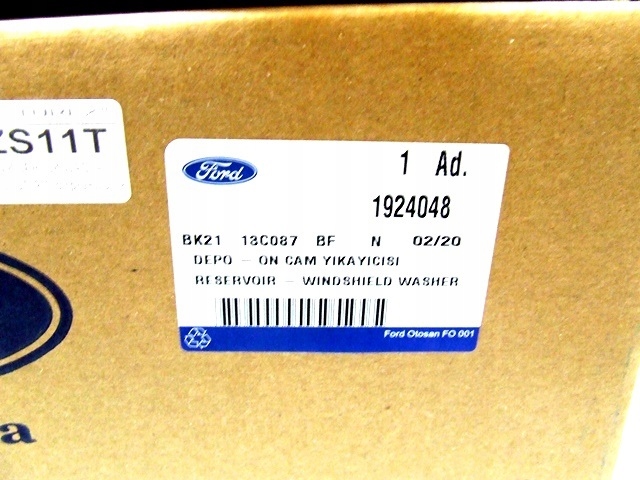 ZS11T
Ford
1 Ad.
1924048
BK21 13C087 BF N 02/20
DEPO - ON CAM YIKAYICISI
RESERVOIR - WINDSHIELD WASHER
Ford Otosan FO 001
a